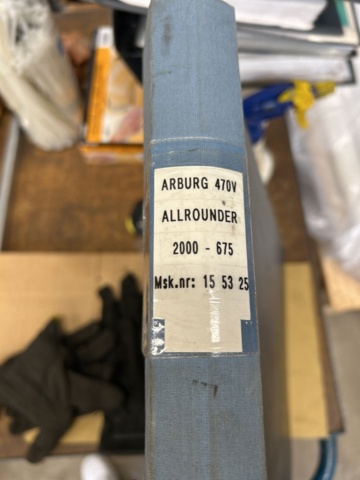 ARBURG 470V
ALLROUNDER
2000 - 675
Msk.nr: 15 53 25